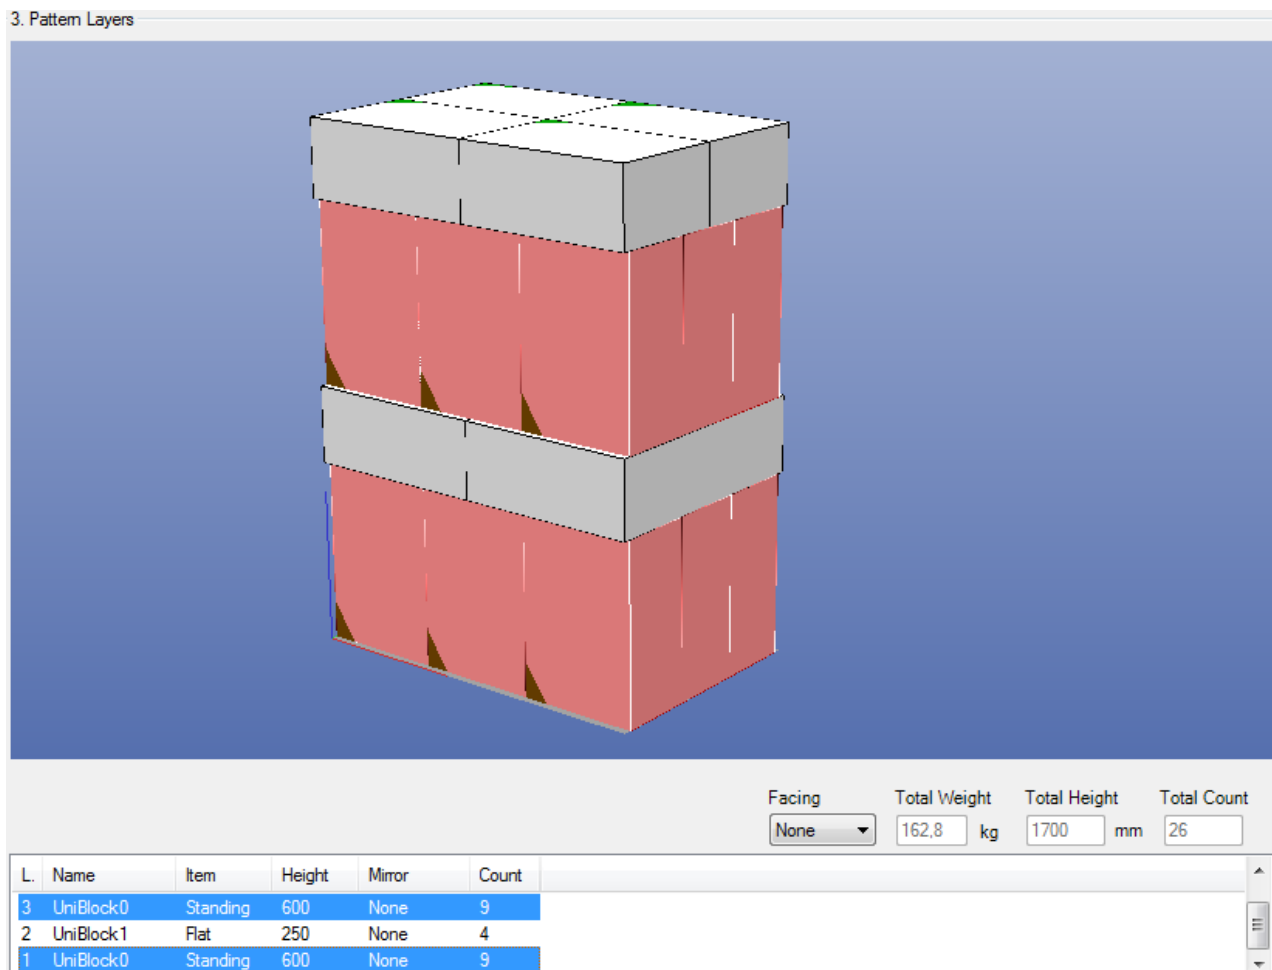 3. Pattern Layers
Facing Total Weight Total Height Total Count
None 162,8 kg 1700 mm 26
L. Name Item Height Mirror Count
3 UniBlock0 Standing 600 None 9
2 UniBlock1 Flat 250 None 4
1 UniBlock0 Standing 600 None 9